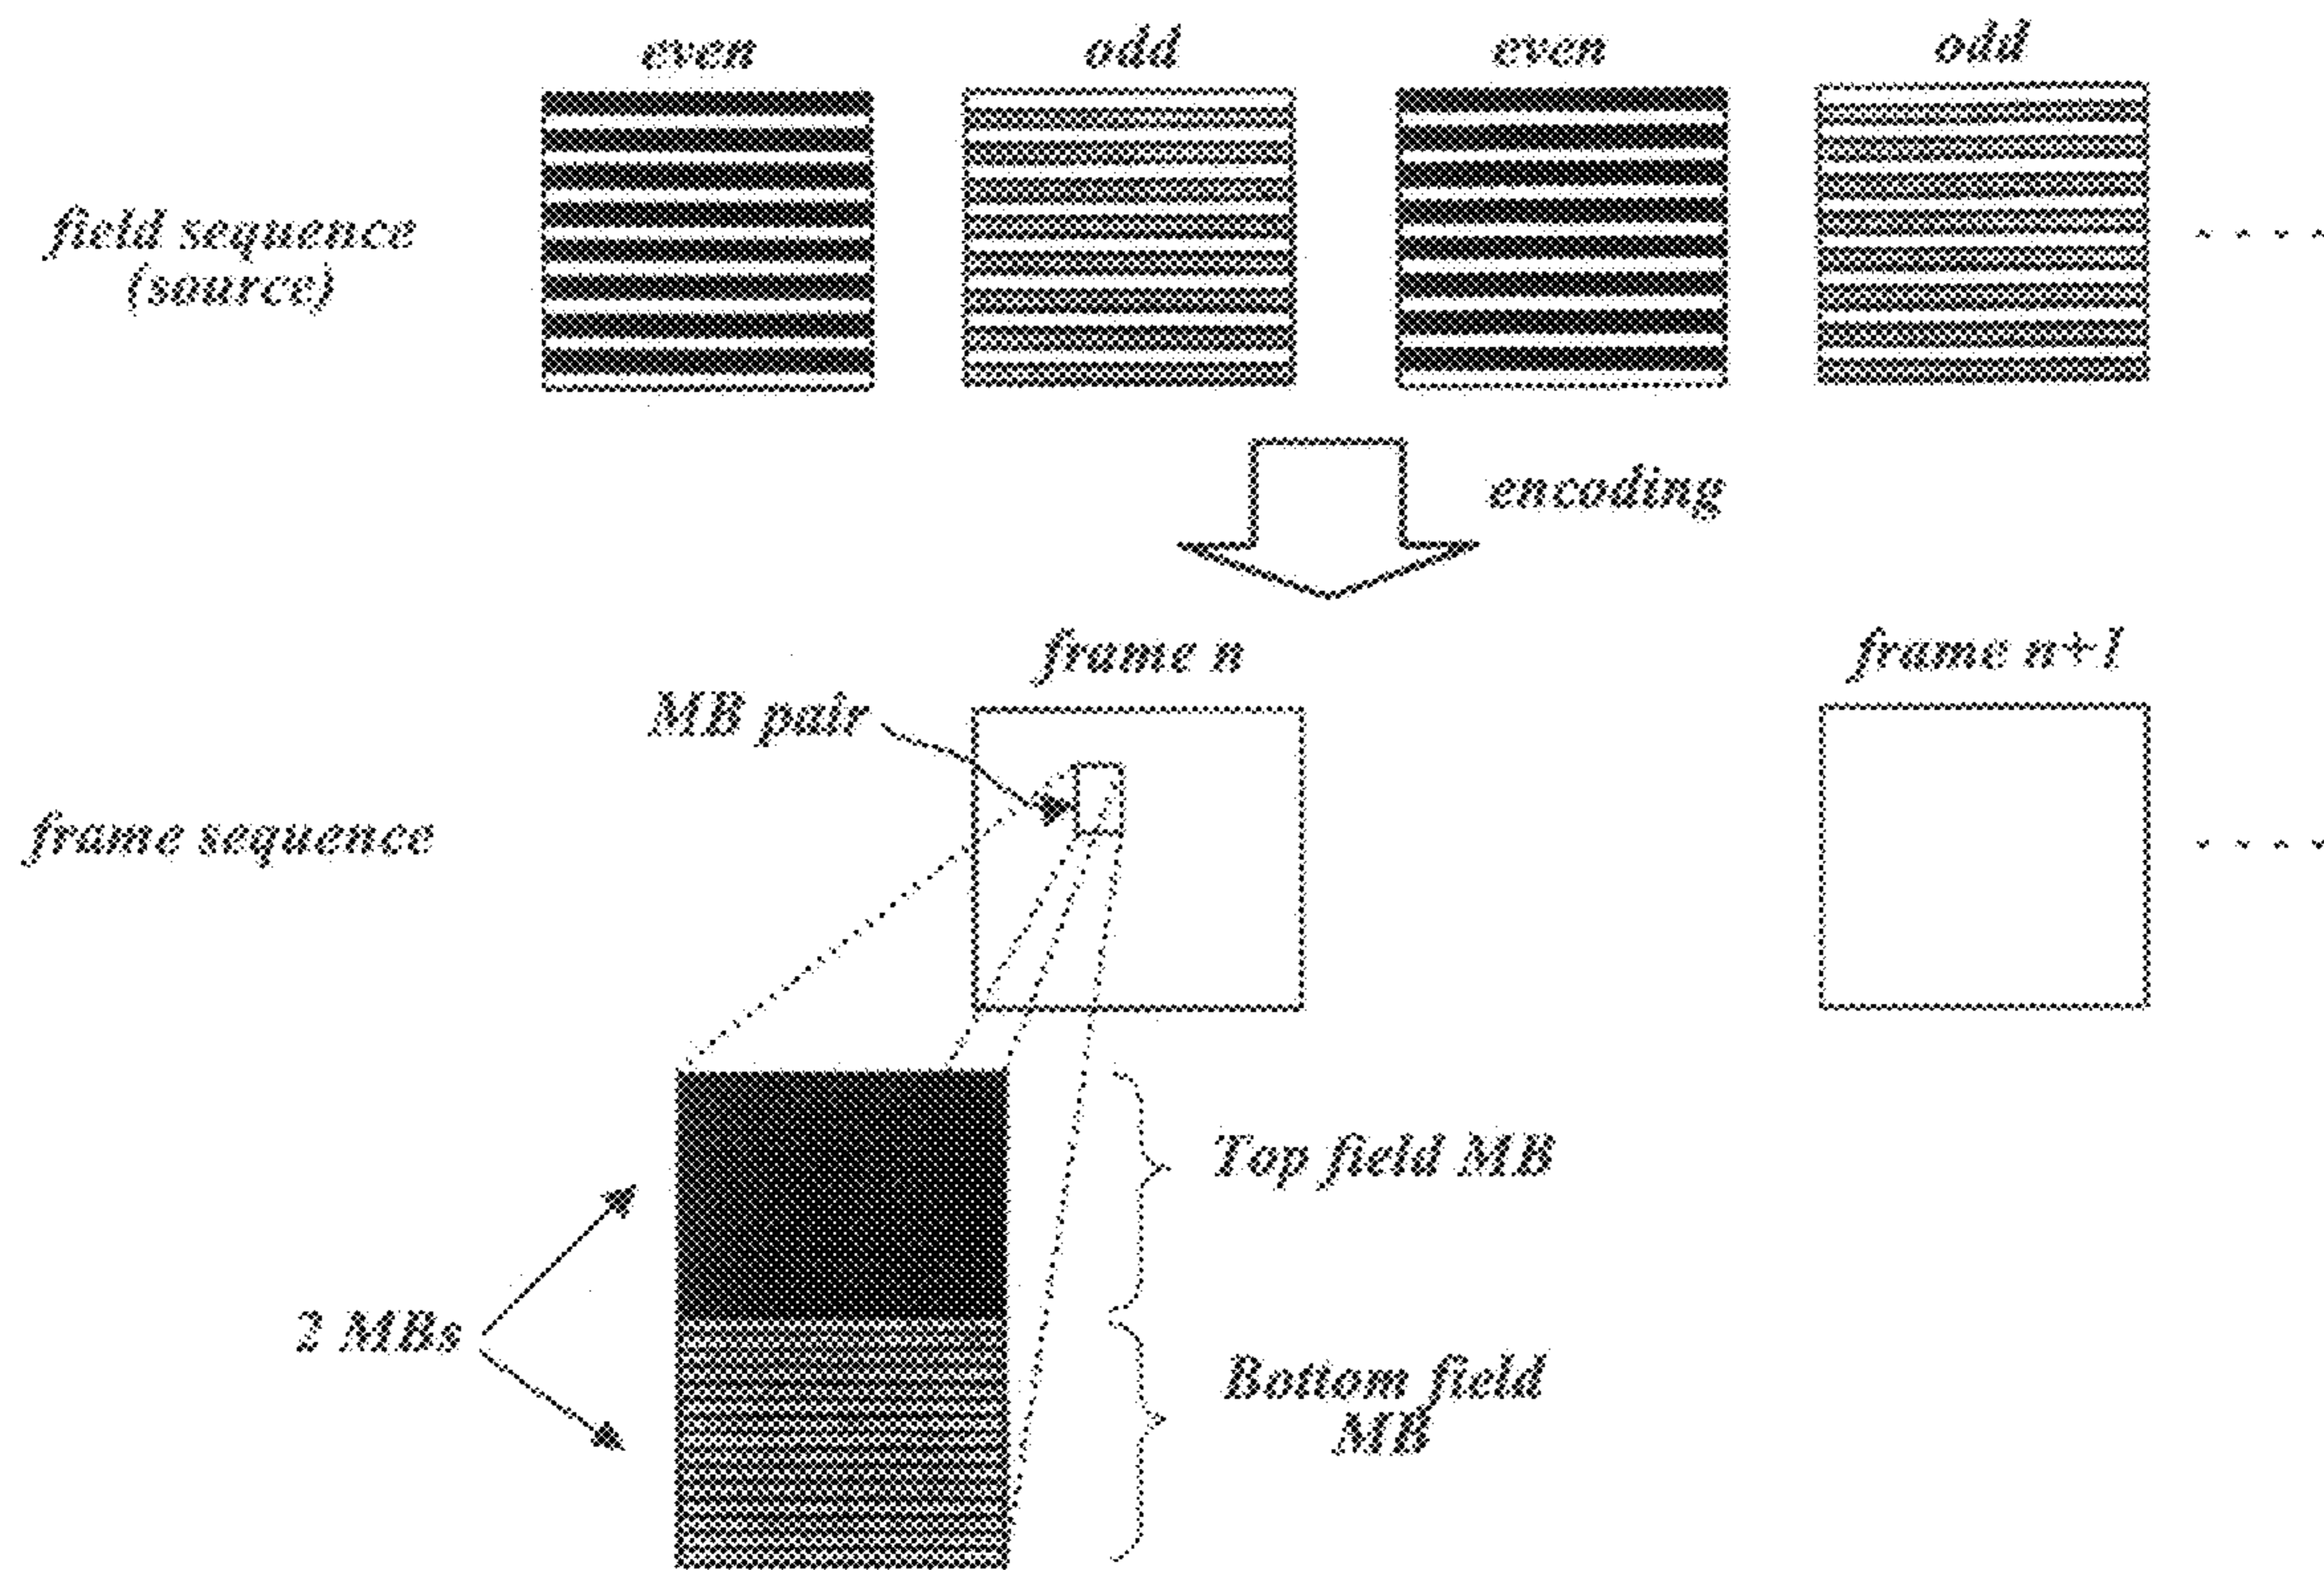 even odd even odd
field sequence
(source)
encoding
frame n frame n+1
MB pair
frame sequence
Top field MB
2 MBs
Bottom field
MB